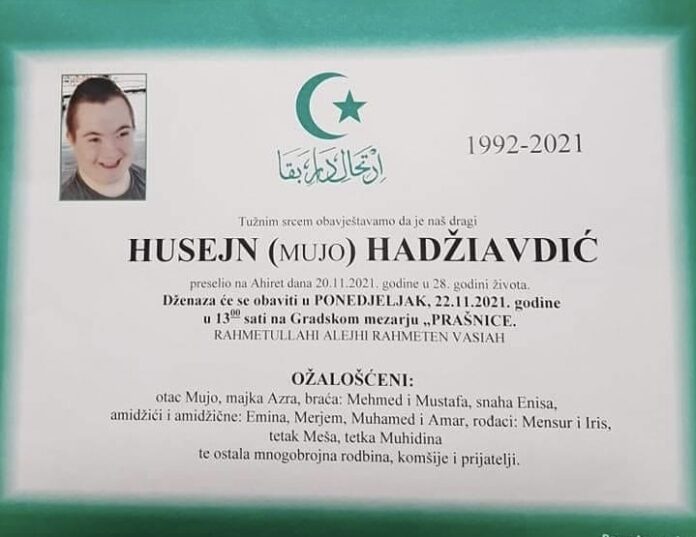 1992-2021
اِرْتِحَالِ دَارِ بَقَا
Tužnim srcem obavještavamo da je naš dragi
HUSEJN (MUJO) HADŽIAVDIĆ
preselio na Ahiret dana 20.11.2021. godine u 28. godini života.
Dženaza će se obaviti u PONEDJELJAK, 22.11.2021. godine
u 13⁰⁰ sati na Gradskom mezarju „PRAŠNICE.
RAHMETULLAHI ALEJHI RAHMETEN VASIAH
OŽALOŠĆENI:
otac Mujo, majka Azra, braća: Mehmed i Mustafa, snaha Enisa,
amidžići i amidžične: Emina, Merjem, Muhamed i Amar, rođaci: Mensur i Iris,
tetak Meša, tetka Muhidina
te ostala mnogobrojna rodbina, komšije i prijatelji.